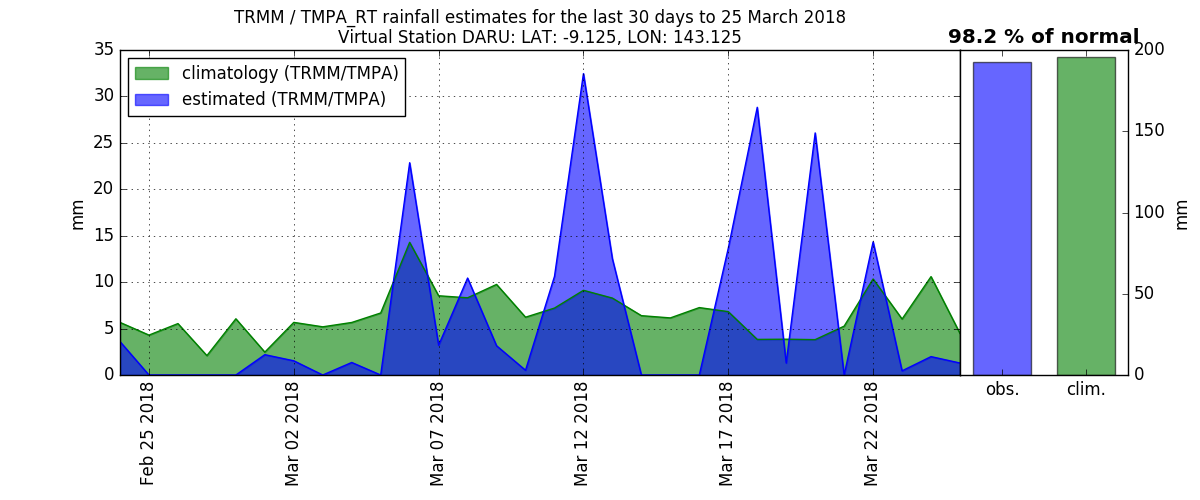 TRMM / TMPA_RT rainfall estimates for the last 30 days to 25 March 2018
Virtual Station DARU: LAT: -9.125, LON: 143.125
98.2 % of normal
climatology (TRMM/TMPA)
estimated (TRMM/TMPA)
35
30
25
20
15
10
5
0
mm
Feb 25 2018
Mar 02 2018
Mar 07 2018
Mar 12 2018
Mar 17 2018
Mar 22 2018
200
150
100
50
0
mm
obs.
clim.